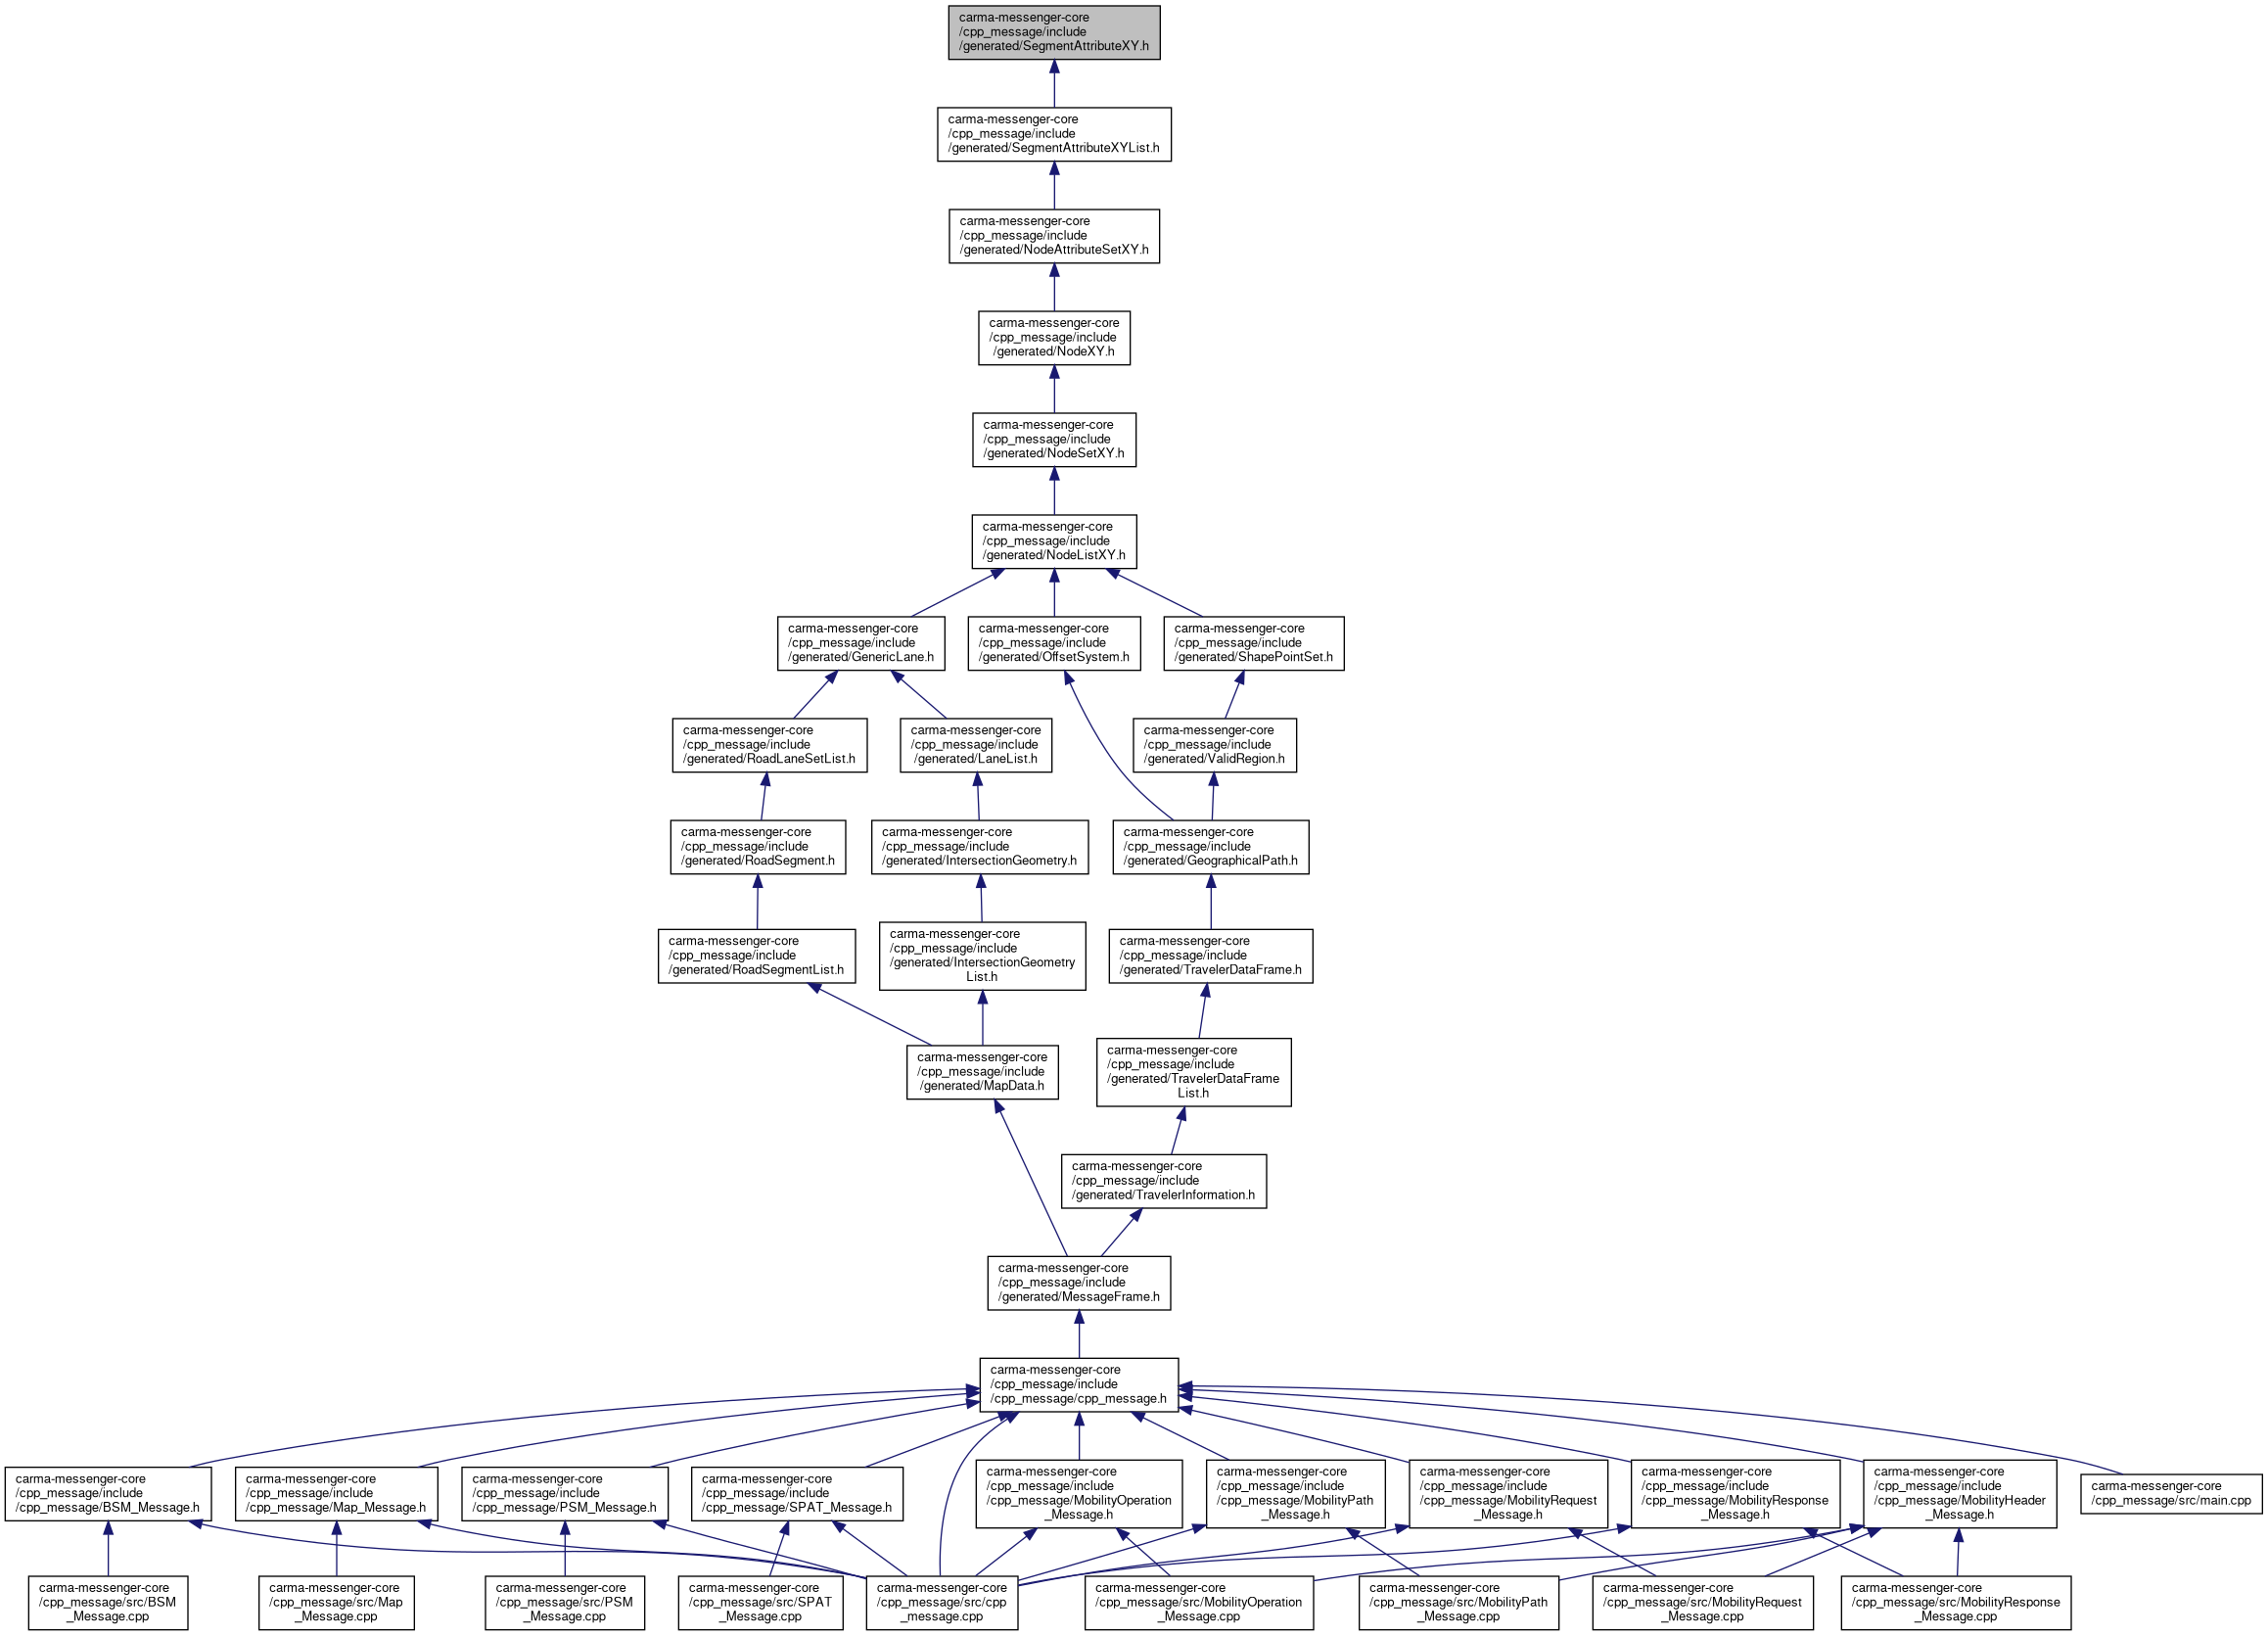 carma-messenger-core
/cpp_message/include
/generated/SegmentAttributeXY.h
carma-messenger-core
/cpp_message/include
/generated/SegmentAttributeXYList.h
carma-messenger-core
/cpp_message/include
/generated/NodeAttributeSetXY.h
carma-messenger-core
/cpp_message/include
/generated/NodeXY.h
carma-messenger-core
/cpp_message/include
/generated/NodeSetXY.h
carma-messenger-core
/cpp_message/include
/generated/NodeListXY.h
carma-messenger-core
/cpp_message/include
/generated/GenericLane.h
carma-messenger-core
/cpp_message/include
/generated/OffsetSystem.h
carma-messenger-core
/cpp_message/include
/generated/ShapePointSet.h
carma-messenger-core
/cpp_message/include
/generated/RoadLaneSetList.h
carma-messenger-core
/cpp_message/include
/generated/LaneList.h
carma-messenger-core
/cpp_message/include
/generated/ValidRegion.h
carma-messenger-core
/cpp_message/include
/generated/RoadSegment.h
carma-messenger-core
/cpp_message/include
/generated/IntersectionGeometry.h
carma-messenger-core
/cpp_message/include
/generated/GeographicalPath.h
carma-messenger-core
/cpp_message/include
/generated/RoadSegmentList.h
carma-messenger-core
/cpp_message/include
/generated/IntersectionGeometry
List.h
carma-messenger-core
/cpp_message/include
/generated/TravelerDataFrame.h
carma-messenger-core
/cpp_message/include
/generated/MapData.h
carma-messenger-core
/cpp_message/include
/generated/TravelerDataFrame
List.h
carma-messenger-core
/cpp_message/include
/generated/TravelerInformation.h
carma-messenger-core
/cpp_message/include
/generated/MessageFrame.h
carma-messenger-core
/cpp_message/include
/cpp_message/cpp_message.h
carma-messenger-core
/cpp_message/include
/cpp_message/BSM_Message.h
carma-messenger-core
/cpp_message/include
/cpp_message/Map_Message.h
carma-messenger-core
/cpp_message/include
/cpp_message/PSM_Message.h
carma-messenger-core
/cpp_message/include
/cpp_message/SPAT_Message.h
carma-messenger-core
/cpp_message/include
/cpp_message/MobilityOperation
_Message.h
carma-messenger-core
/cpp_message/include
/cpp_message/MobilityPath
_Message.h
carma-messenger-core
/cpp_message/include
/cpp_message/MobilityRequest
_Message.h
carma-messenger-core
/cpp_message/include
/cpp_message/MobilityResponse
_Message.h
carma-messenger-core
/cpp_message/include
/cpp_message/MobilityHeader
_Message.h
carma-messenger-core
/cpp_message/src/main.cpp
carma-messenger-core
/cpp_message/src/BSM
_Message.cpp
carma-messenger-core
/cpp_message/src/Map
_Message.cpp
carma-messenger-core
/cpp_message/src/PSM
_Message.cpp
carma-messenger-core
/cpp_message/src/SPAT
_Message.cpp
carma-messenger-core
/cpp_message/src/cpp
_message.cpp
carma-messenger-core
/cpp_message/src/MobilityOperation
_Message.cpp
carma-messenger-core
/cpp_message/src/MobilityPath
_Message.cpp
carma-messenger-core
/cpp_message/src/MobilityRequest
_Message.cpp
carma-messenger-core
/cpp_message/src/MobilityResponse
_Message.cpp